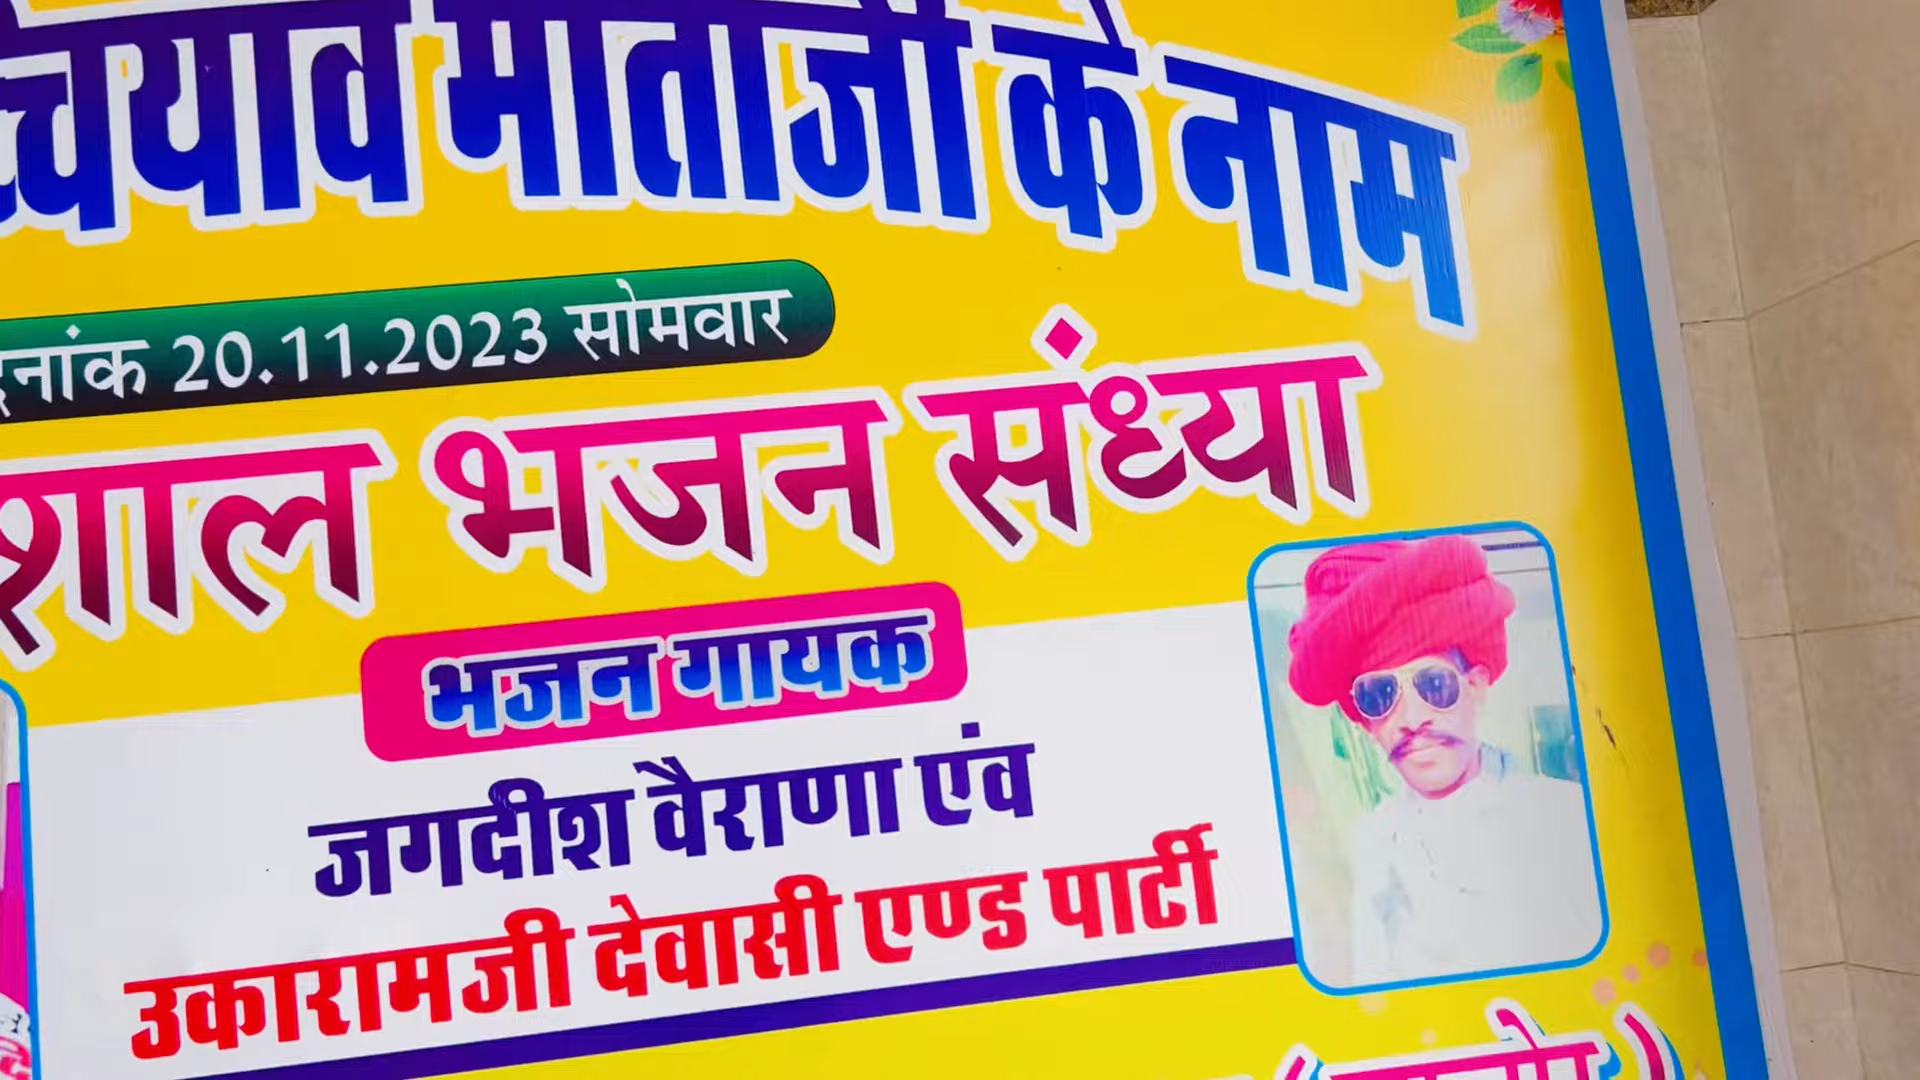 माताजी के नाम
20.11.2023 सोमवार
भजन संध्या
भजन गायक
जगदीश वैराणा एंव
उकारामजी देवासी एण्ड पार्टी